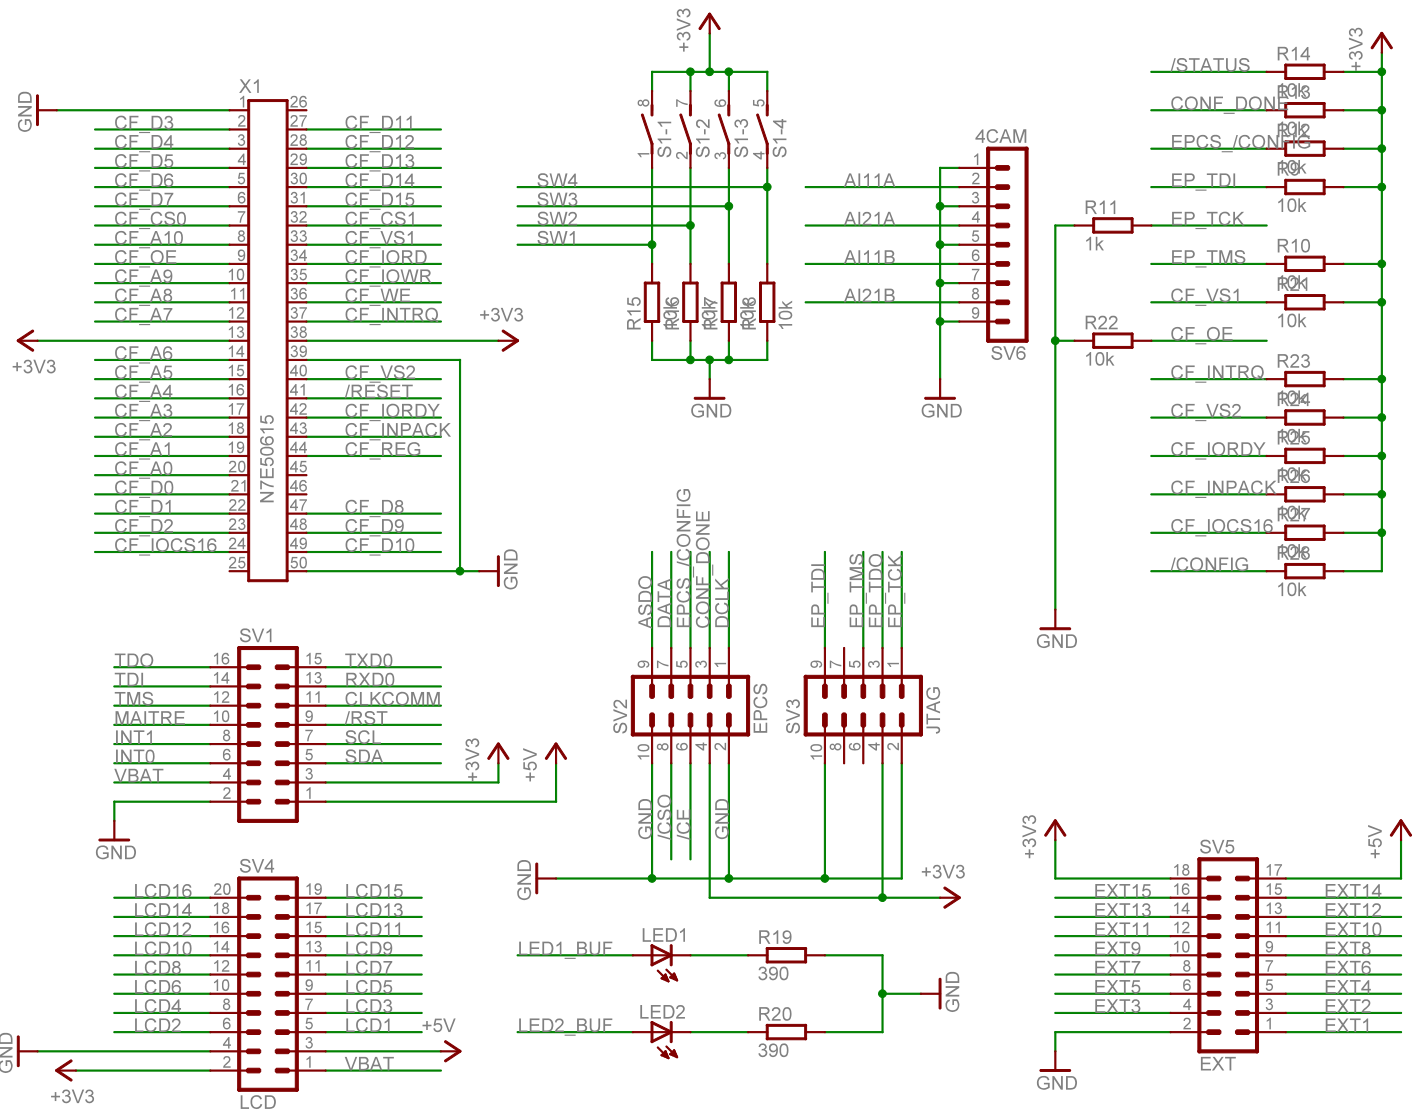 X1
GND
1
CF_D3 2
CF_D4 3
CF_D5 4
CF_D6 5
CF_D7 6
CF_CS0 7
CF_A10 8
CF_OE 9
CF_A9 10
CF_A8 11
CF_A7 12
+3V3 13
CF_A6 14
CF_A5 15
CF_A4 16
CF_A3 17
CF_A2 18
CF_A1 19
CF_A0 20
CF_D0 21
CF_D1 22
CF_D2 23
CF_IOCS16 24
25
N7E50615
26
27 CF_D11
28 CF_D12
29 CF_D13
30 CF_D14
31 CF_D15
32 CF_CS1
33 CF_VS1
34 CF_IORD
35 CF_IOWR
36 CF_WE
37 CF_INTRQ
38 +3V3
39
40 CF_VS2
41 /RESET
42 CF_IORDY
43 CF_INPACK
44 CF_REG
45
46
47 CF_D8
48 CF_D9
49 CF_D10
50 GND
+3V3
8 7 6 5
S1-1 S1-2 S1-3 S1-4
1 2 3 4
SW4
SW3
SW2
SW1
R15
10k
GND
4CAM
1
AI11A 2
3
AI21A 4
5
AI11B 6
7
AI21B 8
9
SV6
GND
+3V3
/STATUS R14
CONF_DONE R13 10k
EPCS_/CONFIG R12 10k
EP_TDI R9 10k
R11 EP_TCK
1k
EP_TMS R10
CF_VS1 R21 10k
R22 CF_OE
10k
CF_INTRQ R23
CF_VS2 R24 10k
CF_IORDY R25 10k
CF_INPACK R26 10k
CF_IOCS16 R27 10k
/CONFIG R28 10k
GND
SV1
TDO 16 15 TXD0
TDI 14 13 RXD0
TMS 12 11 CLKCOMM
MAITRE 10 9 /RST
INT1 8 7 SCL
INT0 6 5 SDA
VBAT 4 3 +3V3
2 1 +5V
GND
ASDO DATA EPCS_/CONFIG CONF_DONE DCLK
9 7 5 3 1
SV2 EPCS
10 8 6 4 2
GND /CSO /CE GND
EP_TDI EP_TMS EP_TDO EP_TCK
9 7 5 3 1
SV3 JTAG
10 8 6 4 2
GND +3V3
SV4
LCD16 20 19 LCD15
LCD14 18 17 LCD13
LCD12 16 15 LCD11
LCD10 14 13 LCD9
LCD8 12 11 LCD7
LCD6 10 9 LCD5
LCD4 8 7 LCD3
LCD2 6 5 LCD1
GND 4 3 +5V
+3V3 2 1 VBAT
LCD
LED1_BUF LED1 R19
390
GND
LED2_BUF LED2 R20
390
+3V3 +5V
SV5
18 17
EXT15 16 15 EXT14
EXT13 14 13 EXT12
EXT11 12 11 EXT10
EXT9 10 9 EXT8
EXT7 8 7 EXT6
EXT5 6 5 EXT4
EXT3 4 3 EXT2
2 1 EXT1
GND EXT